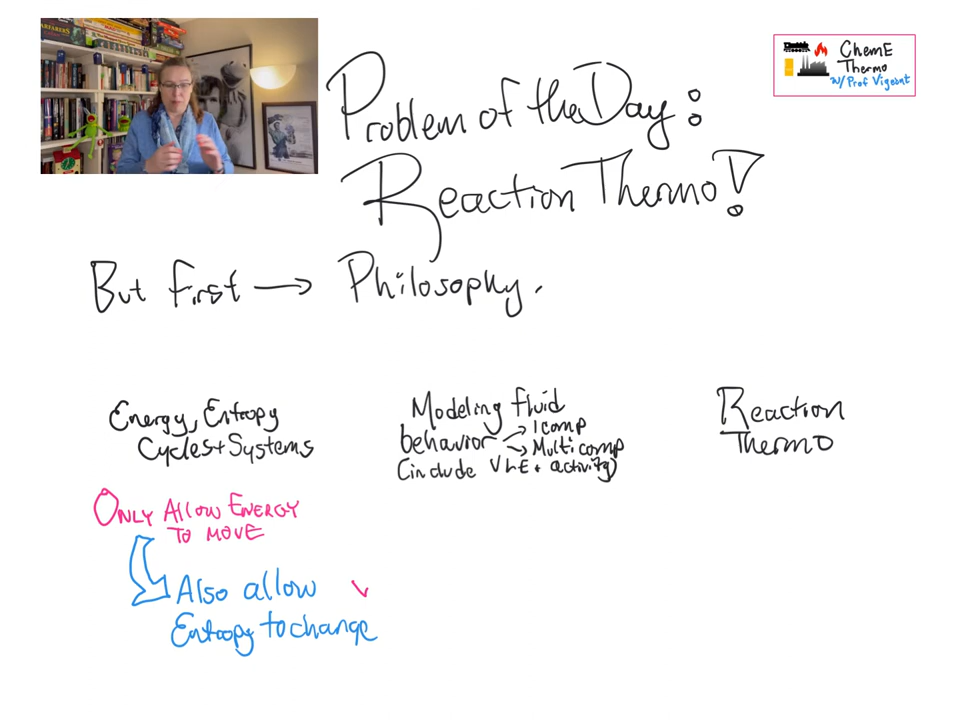 Problem of the Day:
Reaction Thermo!
ChemE
Thermo
w/ Prof Vigeant
But First → Philosophy.
Energy, Entropy
Cycles + Systems
Modeling fluid
behavior → 1 comp
→ Multi comp
(include VLE + activity)
Reaction
Thermo
ONLY ALLOW ENERGY
TO MOVE
Also allow
Entropy to change